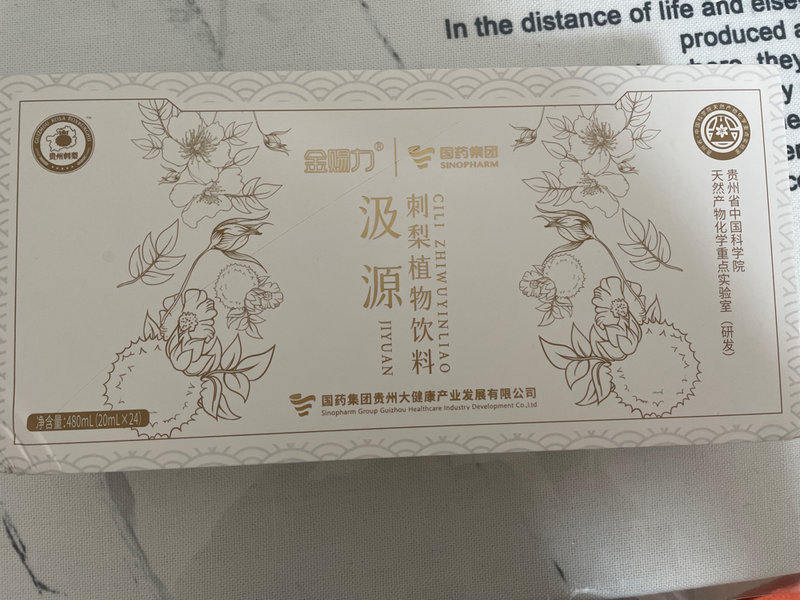 In the distance of life and else
produced a
where, they
金赐力® 国药集团
SINOPHARM
贵州刺梨
汲源
JIYUAN
刺梨植物饮料
CILI ZHIWUYINLIAO
贵州省中国科学院
天然产物化学重点实验室(研发)
国药集团贵州大健康产业发展有限公司
Sinopharm Group Guizhou Healthcare Industry Development Co.,Ltd
净含量:480mL(20mL×24)